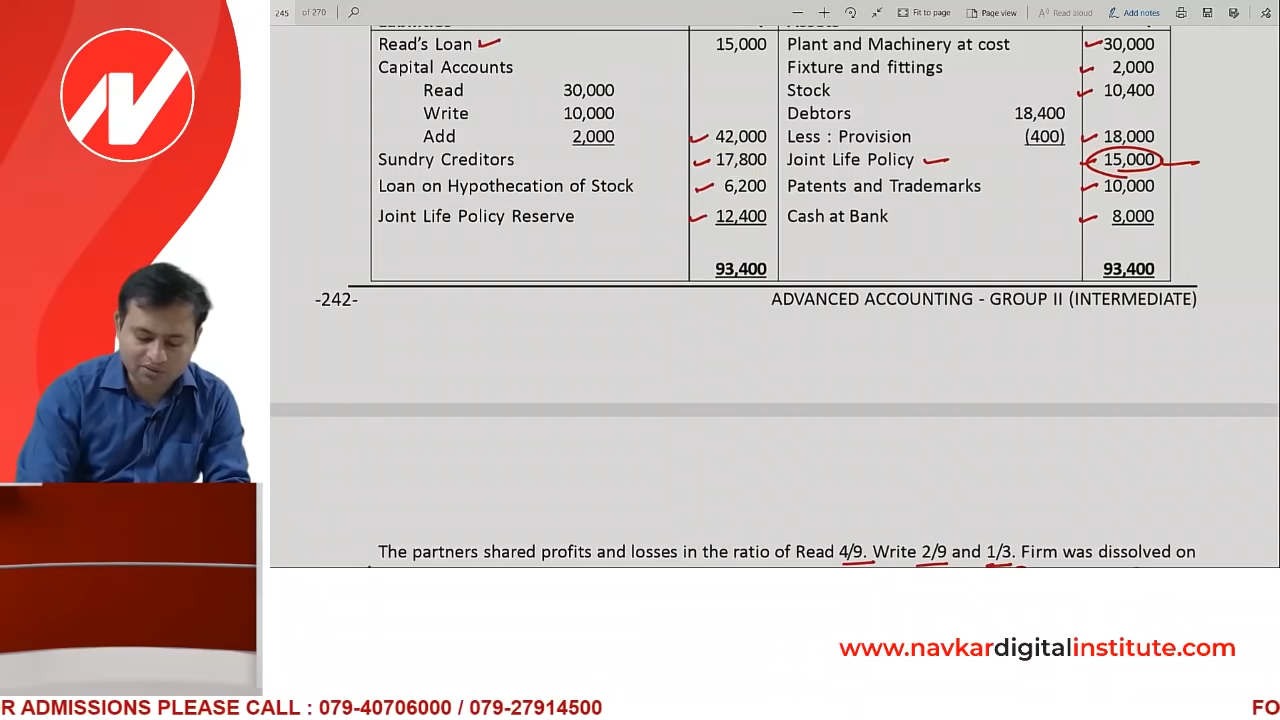 245 of 270
Fit to page Page view Read aloud Add notes
Read's Loan 15,000 Plant and Machinery at cost 30,000
Capital Accounts Fixture and fittings 2,000
Read 30,000 Stock 10,400
Write 10,000 Debtors 18,400
Add 2,000 42,000 Less : Provision (400) 18,000
Sundry Creditors 17,800 Joint Life Policy 15,000
Loan on Hypothecation of Stock 6,200 Patents and Trademarks 10,000
Joint Life Policy Reserve 12,400 Cash at Bank 8,000
93,400 93,400
-242- ADVANCED ACCOUNTING - GROUP II (INTERMEDIATE)
The partners shared profits and losses in the ratio of Read 4/9. Write 2/9 and 1/3. Firm was dissolved on
www.navkardigitalinstitute.com
R ADMISSIONS PLEASE CALL : 079-40706000 / 079-27914500 FO